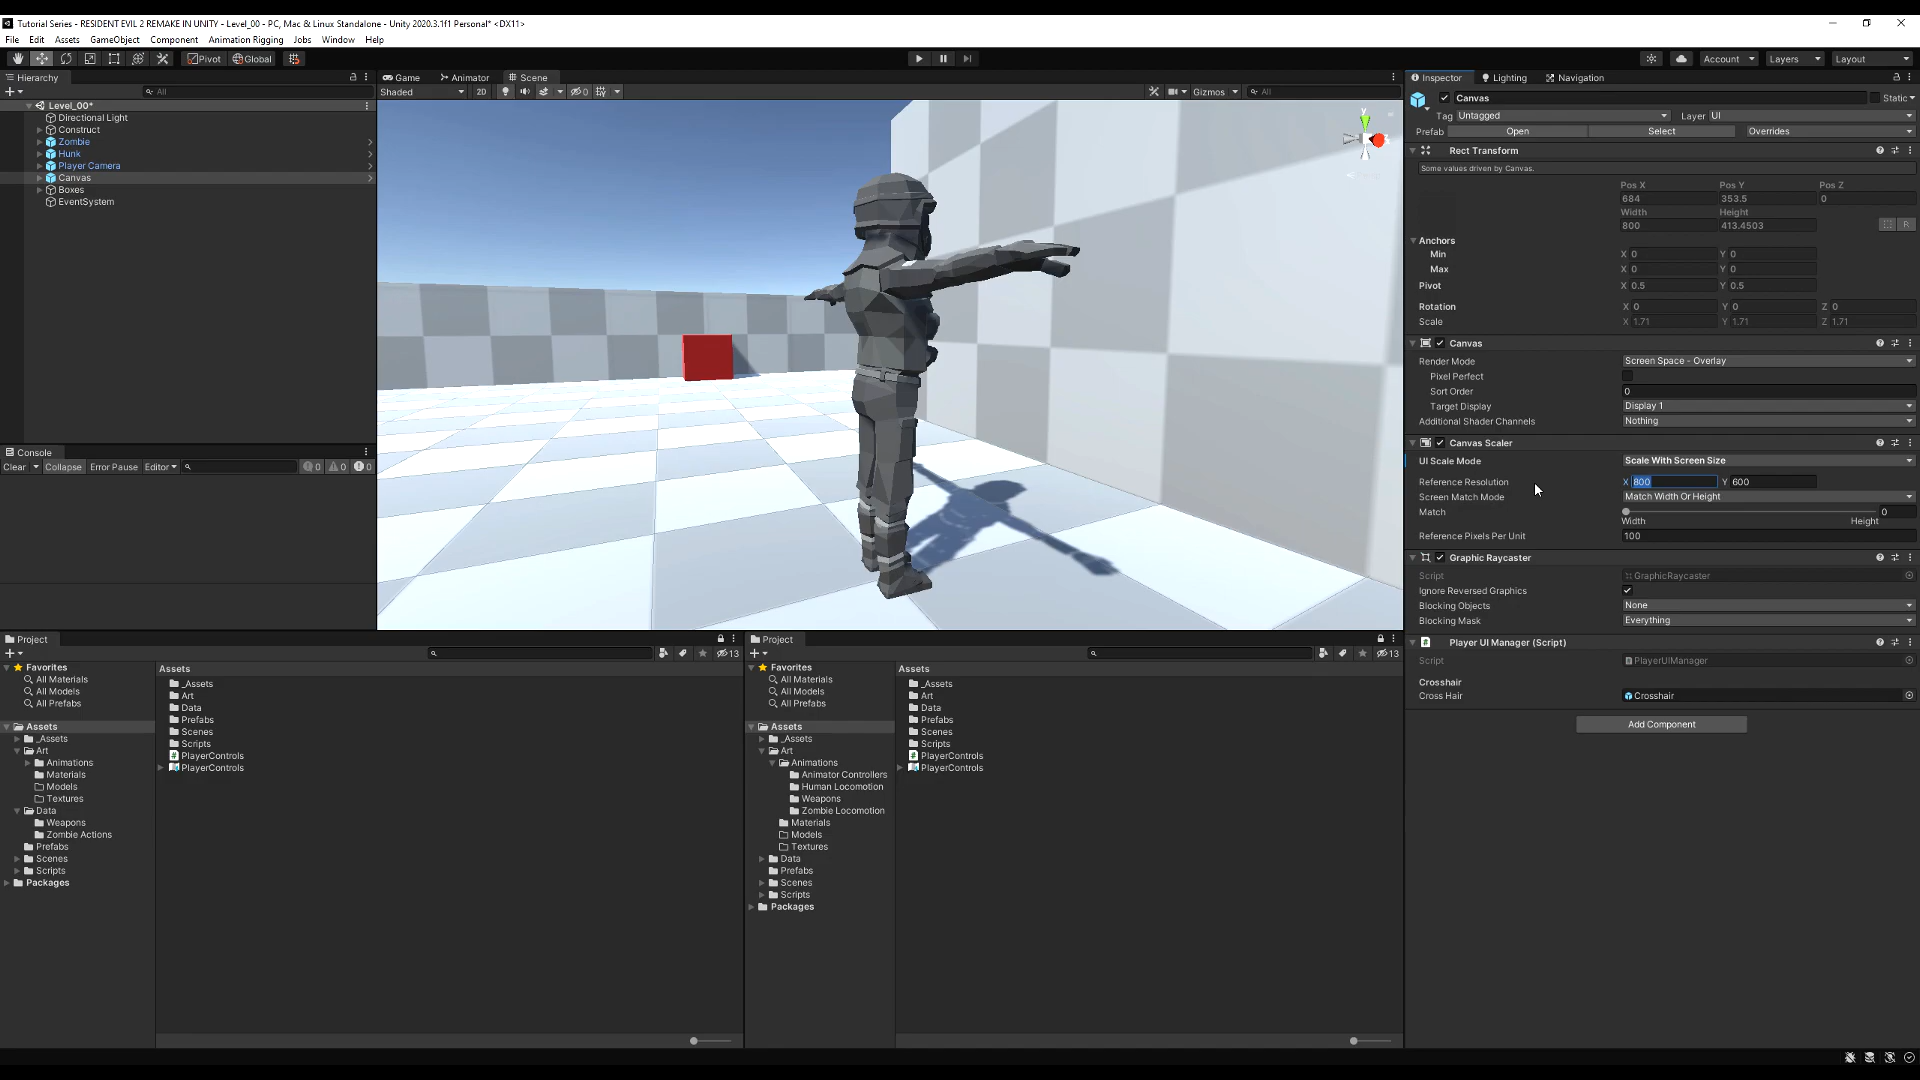 Tutorial Series - RESIDENT EVIL 2 REMAKE IN UNITY - Level_00 - PC, Mac & Linux Standalone - Unity 2020.3.1f1 Personal* <DX11>
File Edit Assets GameObject Component Animation Rigging Jobs Window Help
Pivot Global Account Layers Layout
Hierarchy
All
Level_00*
Directional Light
Construct
Zombie
Hunk
Player Camera
Canvas
Boxes
EventSystem
Console
Clear Collapse Error Pause Editor 0 0 0
Game Animator Scene
Shaded 2D 0 Gizmos All
y
Inspector Lighting Navigation
Canvas Static
Tag Untagged Layer UI
Prefab Open Select Overrides
Rect Transform
Some values driven by Canvas.
Pos X Pos Y Pos Z
684 353.5 0
Width Height
800 413.4503 R
Anchors
Min X 0 Y 0
Max X 0 Y 0
Pivot X 0.5 Y 0.5
Rotation X 0 Y 0 Z 0
Scale X 1.71 Y 1.71 Z 1.71
Canvas
Render Mode Screen Space - Overlay
Pixel Perfect
Sort Order 0
Target Display Display 1
Additional Shader Channels Nothing
Canvas Scaler
UI Scale Mode Scale With Screen Size
Reference Resolution X 800 Y 600
Screen Match Mode Match Width Or Height
Match 0
Width Height
Reference Pixels Per Unit 100
Graphic Raycaster
Script GraphicRaycaster
Ignore Reversed Graphics
Blocking Objects None
Blocking Mask Everything
Player UI Manager (Script)
Script PlayerUIManager
Crosshair
Cross Hair Crosshair
Add Component
Project
13
Favorites
All Materials
All Models
All Prefabs
Assets
_Assets
Art
Animations
Materials
Models
Textures
Data
Weapons
Zombie Actions
Prefabs
Scenes
Scripts
Packages
Assets
_Assets
Art
Data
Prefabs
Scenes
Scripts
PlayerControls
PlayerControls
Project
13
Favorites
All Materials
All Models
All Prefabs
Assets
_Assets
Art
Animations
Animator Controllers
Human Locomotion
Weapons
Zombie Locomotion
Materials
Models
Textures
Data
Prefabs
Scenes
Scripts
Packages
Assets
_Assets
Art
Data
Prefabs
Scenes
Scripts
PlayerControls
PlayerControls